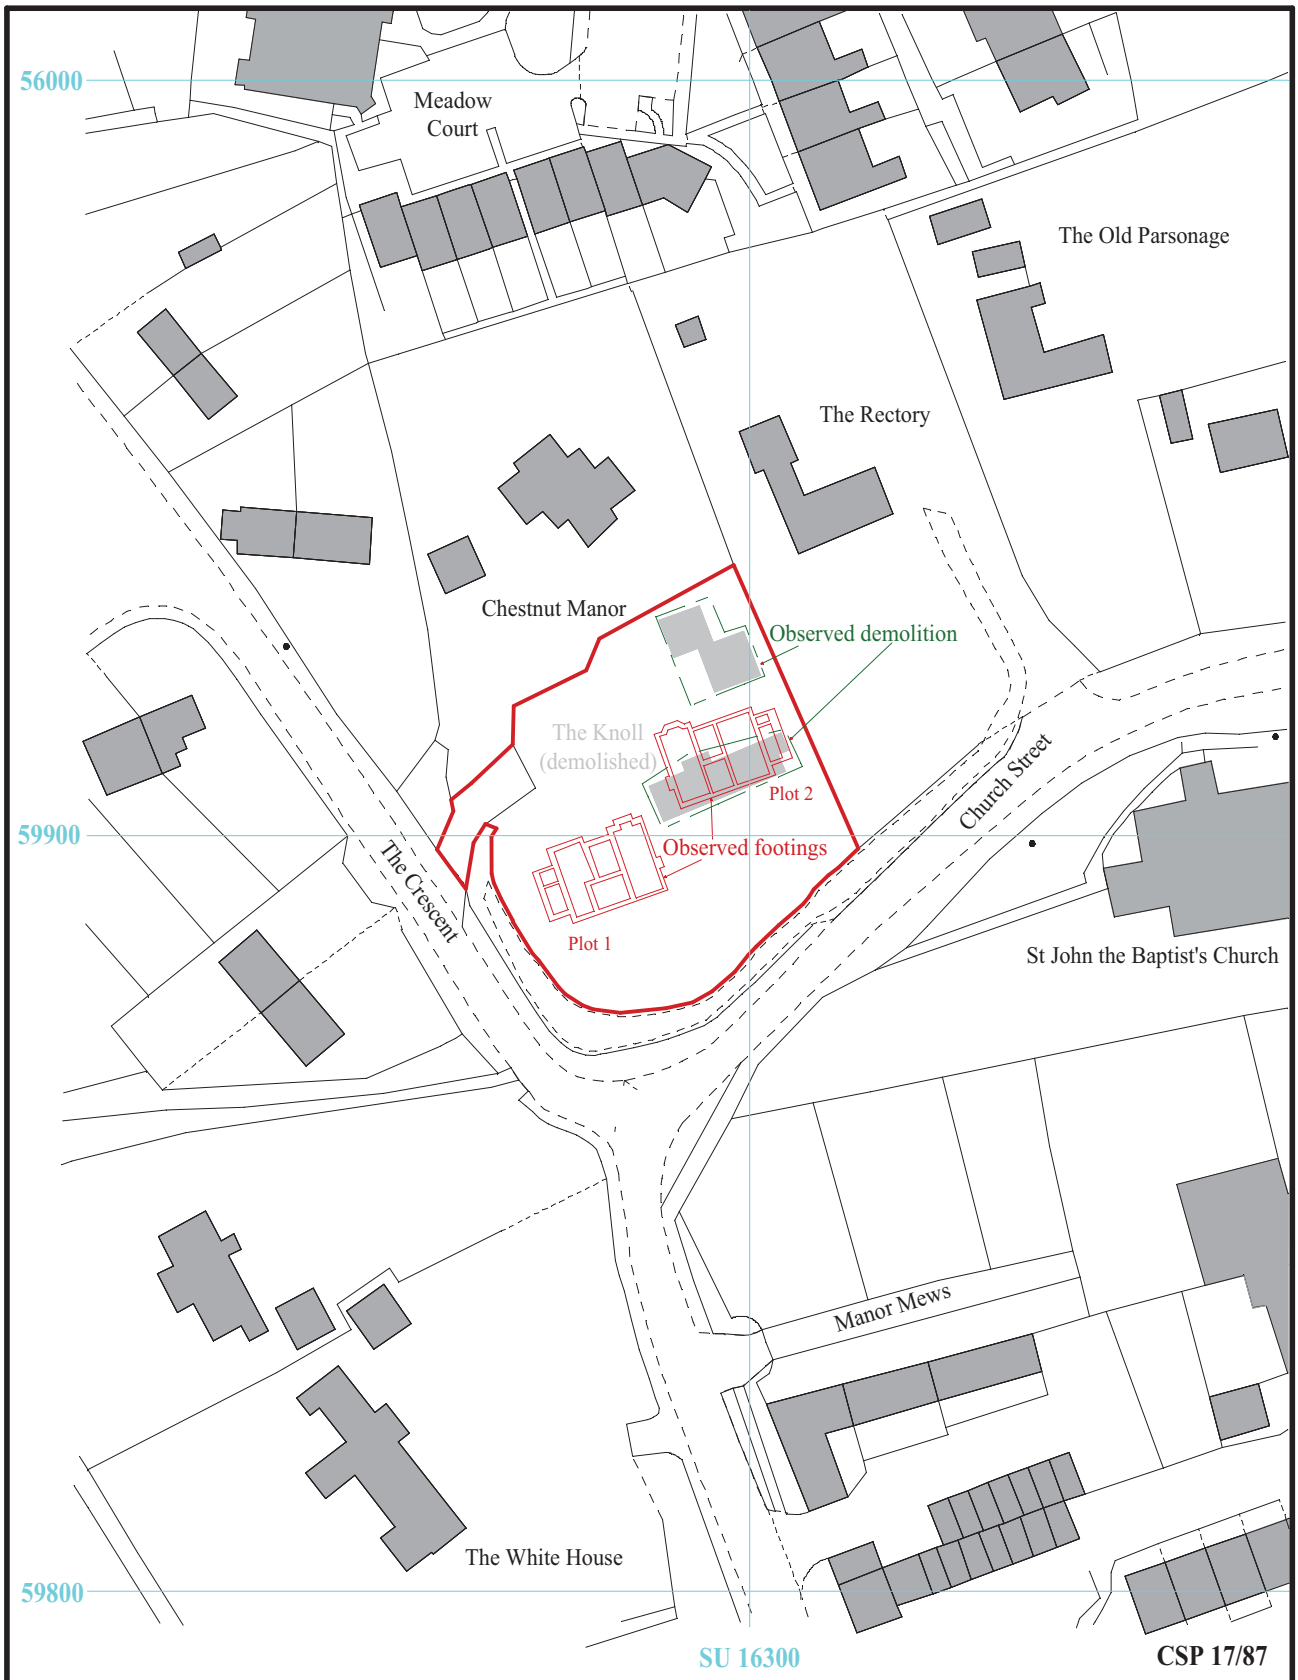 56000
Meadow
Court
The Old Parsonage
The Rectory
Chestnut Manor
Observed demolition
The Knoll
(demolished)
Plot 2
Church Street
59900
The Crescent
Observed footings
Plot 1
St John the Baptist's Church
Manor Mews
The White House
59800
SU 16300
CSP 17/87